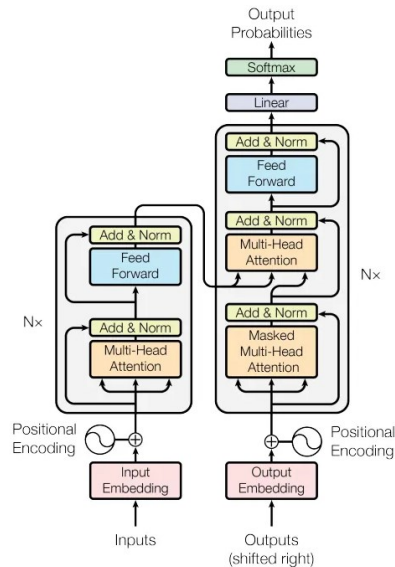 Output
Probabilities
Softmax
Linear
Add & Norm
Feed
Forward
Add & Norm
Multi-Head
Attention
Add & Norm
Masked
Multi-Head
Attention
Nx
Add & Norm
Feed
Forward
Add & Norm
Multi-Head
Attention
Nx
Positional
Encoding
Positional
Encoding
Input
Embedding
Output
Embedding
Inputs
Outputs
(shifted right)